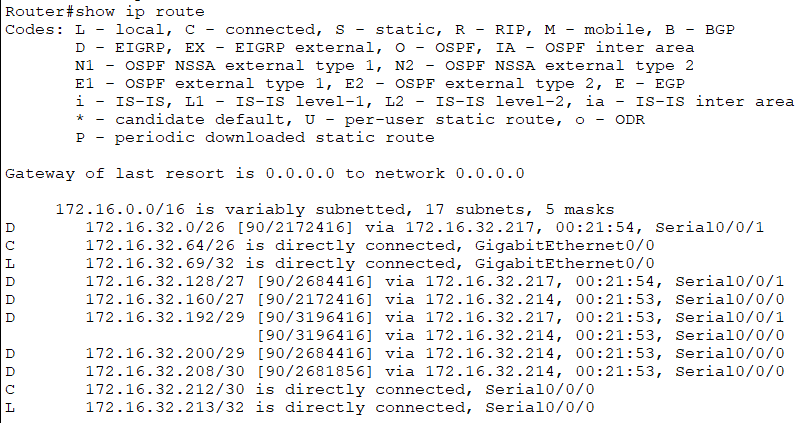 Router#show ip route
Codes: L - local, C - connected, S - static, R - RIP, M - mobile, B - BGP
       D - EIGRP, EX - EIGRP external, O - OSPF, IA - OSPF inter area
       N1 - OSPF NSSA external type 1, N2 - OSPF NSSA external type 2
       E1 - OSPF external type 1, E2 - OSPF external type 2, E - EGP
       i - IS-IS, L1 - IS-IS level-1, L2 - IS-IS level-2, ia - IS-IS inter area
       * - candidate default, U - per-user static route, o - ODR
       P - periodic downloaded static route

Gateway of last resort is 0.0.0.0 to network 0.0.0.0

     172.16.0.0/16 is variably subnetted, 17 subnets, 5 masks
D       172.16.32.0/26 [90/2172416] via 172.16.32.217, 00:21:54, Serial0/0/1
C       172.16.32.64/26 is directly connected, GigabitEthernet0/0
L       172.16.32.69/32 is directly connected, GigabitEthernet0/0
D       172.16.32.128/27 [90/2684416] via 172.16.32.217, 00:21:54, Serial0/0/1
D       172.16.32.160/27 [90/2172416] via 172.16.32.214, 00:21:53, Serial0/0/0
D       172.16.32.192/29 [90/3196416] via 172.16.32.217, 00:21:53, Serial0/0/1
                         [90/3196416] via 172.16.32.214, 00:21:53, Serial0/0/0
D       172.16.32.200/29 [90/2684416] via 172.16.32.214, 00:21:53, Serial0/0/0
D       172.16.32.208/30 [90/2681856] via 172.16.32.214, 00:21:53, Serial0/0/0
C       172.16.32.212/30 is directly connected, Serial0/0/0
L       172.16.32.213/32 is directly connected, Serial0/0/0